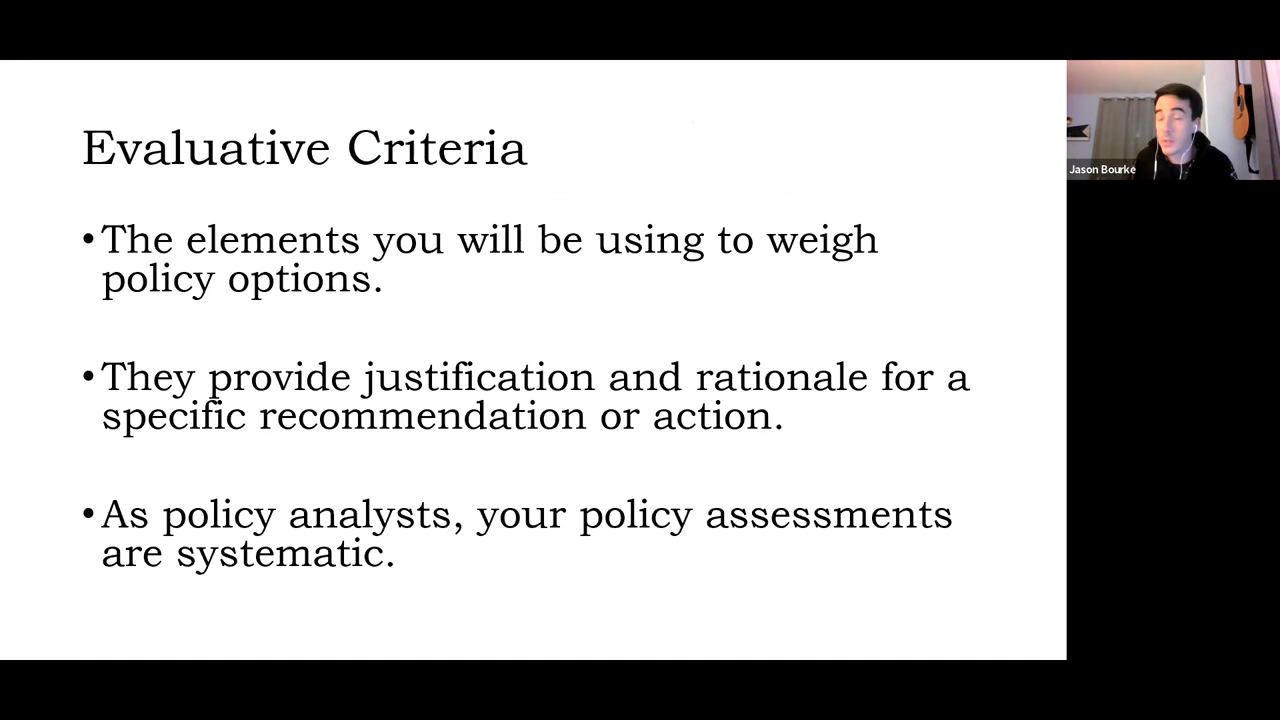 Evaluative Criteria
• The elements you will be using to weigh
policy options.
• They provide justification and rationale for a
specific recommendation or action.
• As policy analysts, your policy assessments
are systematic.
Jason Bourke